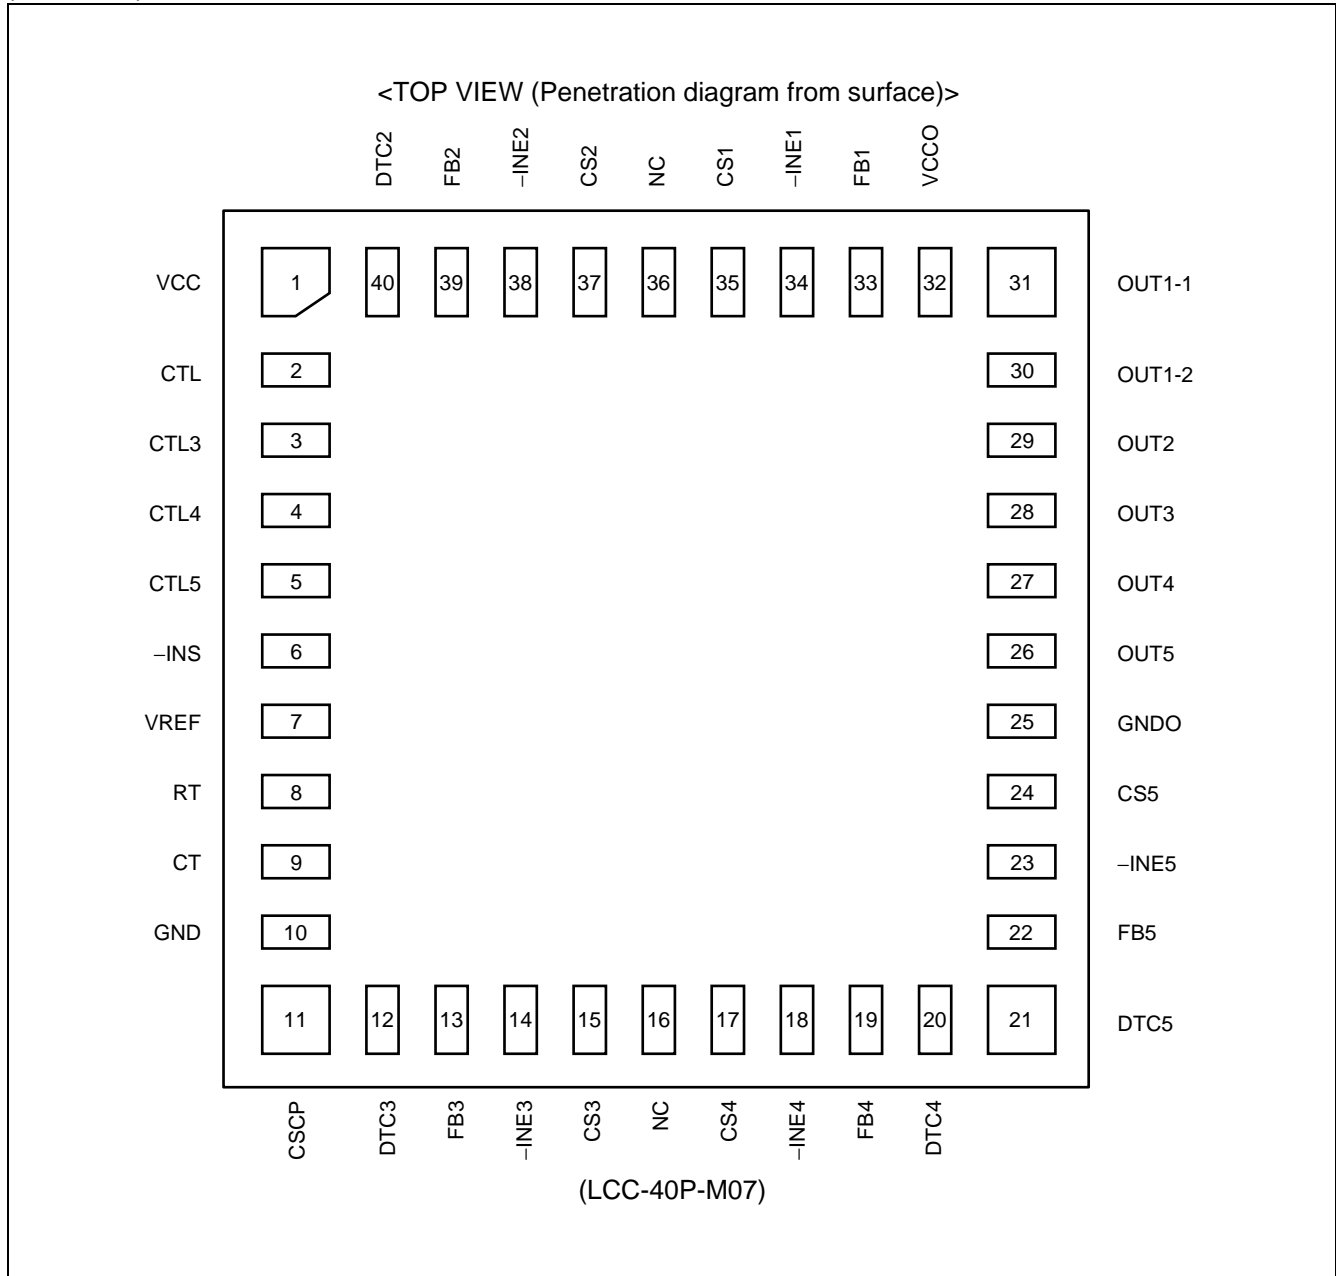 <TOP VIEW (Penetration diagram from surface)>
DTC2
FB2
−INE2
CS2
NC
CS1
−INE1
FB1
VCCO
VCC
1
40
39
38
37
36
35
34
33
32
31
OUT1-1
CTL
2
30
OUT1-2
CTL3
3
29
OUT2
CTL4
4
28
OUT3
CTL5
5
27
OUT4
−INS
6
26
OUT5
VREF
7
25
GNDO
RT
8
24
CS5
CT
9
23
−INE5
GND
10
22
FB5
11
12
13
14
15
16
17
18
19
20
21
DTC5
CSCP
DTC3
FB3
−INE3
CS3
NC
CS4
−INE4
FB4
DTC4
(LCC-40P-M07)